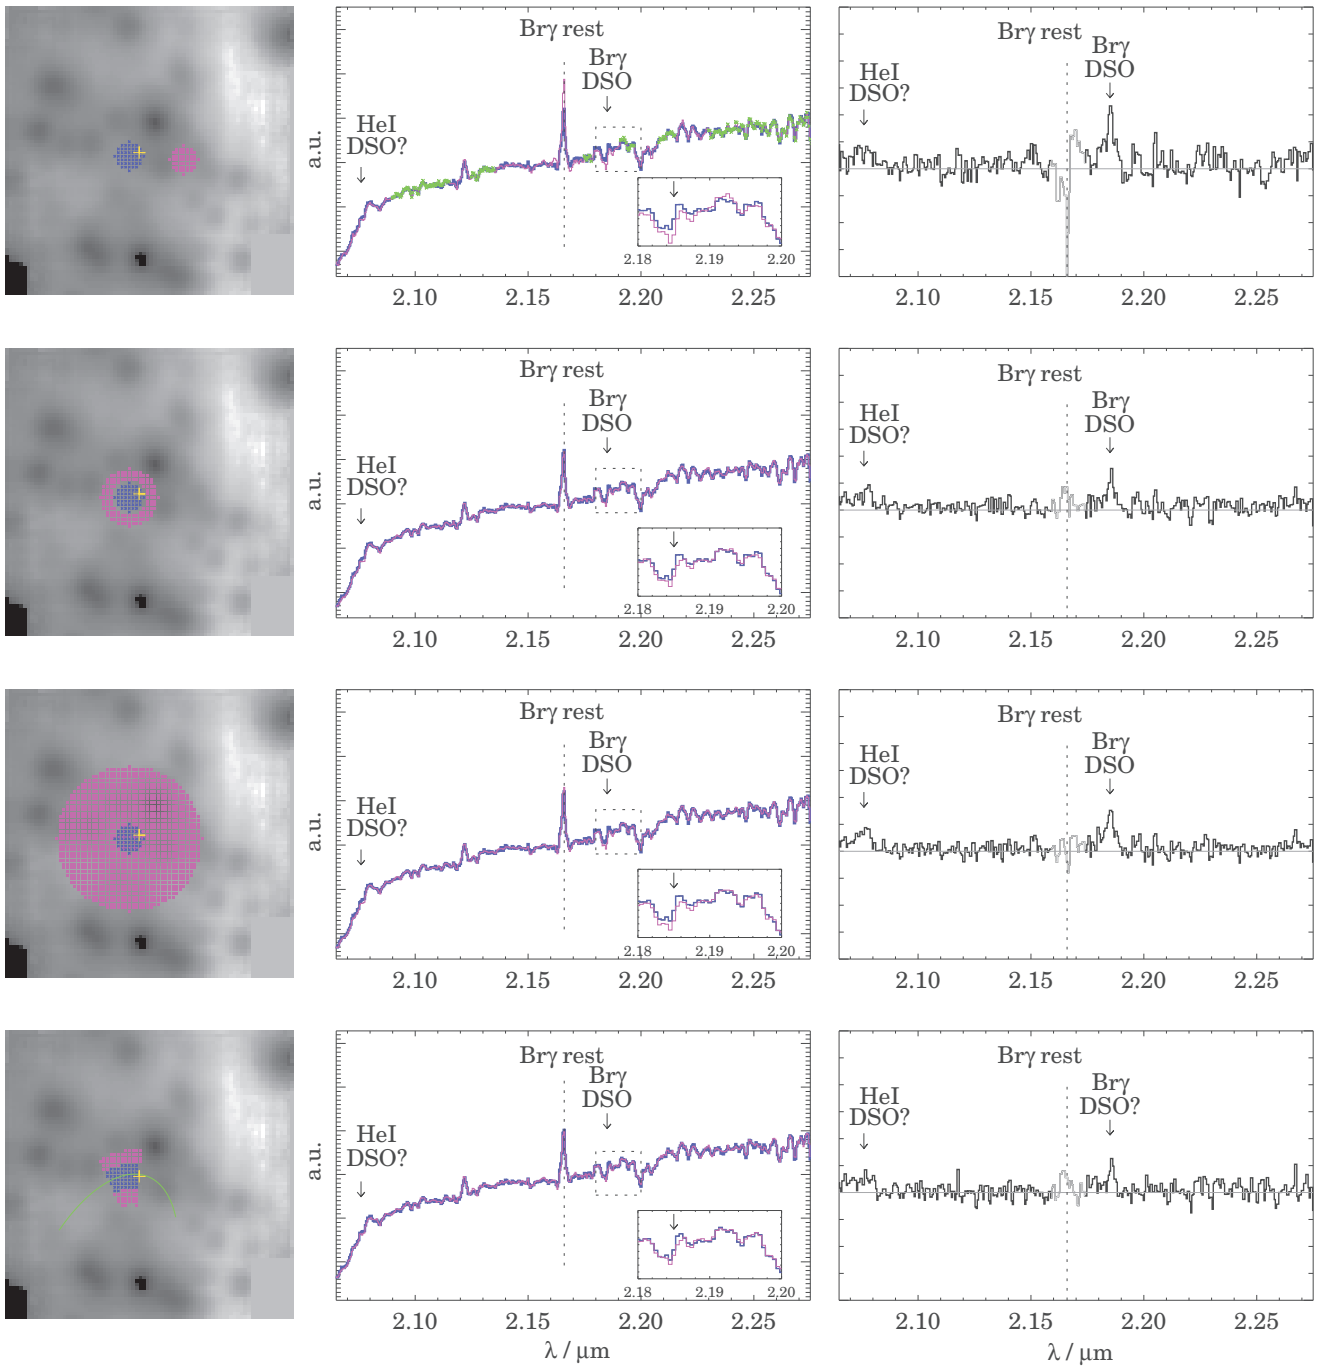 Brγ rest
Brγ
DSO
HeI
DSO?
a.u.
2.18 2.19 2.20
2.10 2.15 2.20 2.25
Brγ rest
Brγ
DSO
HeI
DSO?
2.10 2.15 2.20 2.25
Brγ rest
Brγ
DSO
HeI
DSO?
a.u.
2.18 2.19 2.20
2.10 2.15 2.20 2.25
Brγ rest
Brγ
DSO
HeI
DSO?
2.10 2.15 2.20 2.25
Brγ rest
Brγ
DSO
HeI
DSO?
a.u.
2.18 2.19 2.20
2.10 2.15 2.20 2.25
Brγ rest
Brγ
DSO
HeI
DSO?
2.10 2.15 2.20 2.25
Brγ rest
Brγ
DSO
HeI
DSO?
a.u.
2.18 2.19 2.20
2.10 2.15 2.20 2.25
λ / μm
Brγ rest
Brγ
DSO?
HeI
DSO?
2.10 2.15 2.20 2.25
λ / μm